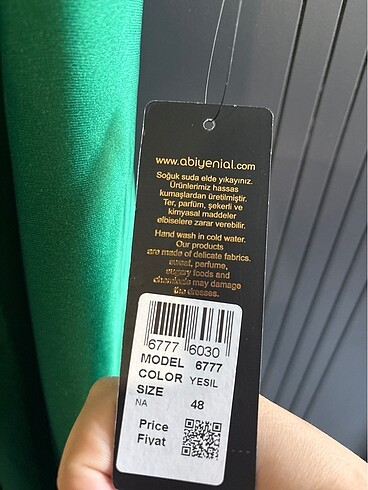 www.abiyenial.com
Soğuk suda elde yıkayınız.
Ürünlerimiz hassas
kumaşlardan üretilmiştir.
Ter, parfüm, şekerli ve
kimyasal maddeler
elbiselere zarar verebilir.
Hand wash in cold water.
Our products
are made of delicate fabrics.
sweat, parfume,
sugary foods and
chemicals may damage
the dresses.
6777 6030
MODEL 6777
COLOR YESIL
SIZE
NA 48
Price
Fivat